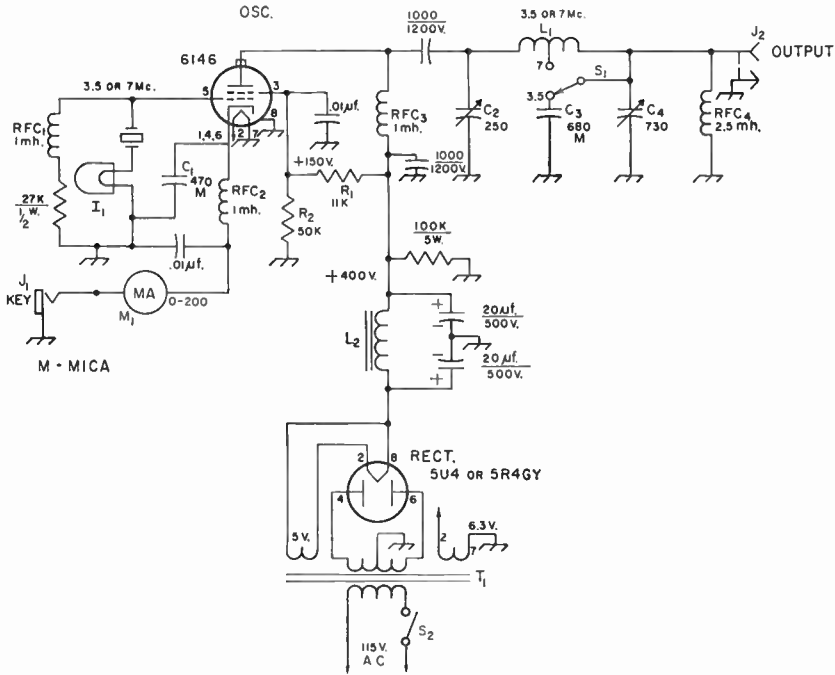 OSC.
6146
3.5 OR 7Mc.
5
3
8
1,4,6
2
7
RFC1
1mh.
27K
1/2 W.
I1
C1
470
M
RFC2
1mh.
.01µf.
.01µf.
J1
KEY
MA
M1
0-200
M - MICA
+150V.
R1
11K
R2
50K
1000
1200V.
RFC3
1mh.
1000
1200V.
C2
250
3.5 OR 7Mc.
L1
7
S1
3.5
C3
680
M
C4
730
RFC4
2.5mh.
J2
OUTPUT
100K
5W.
+400V.
L2
+
20µf.
500V.
-
-
20µf.
500V.
+
RECT.
5U4 OR 5R4GY
2
8
4
6
5V.
6.3V.
2
7
T1
S2
115V.
AC